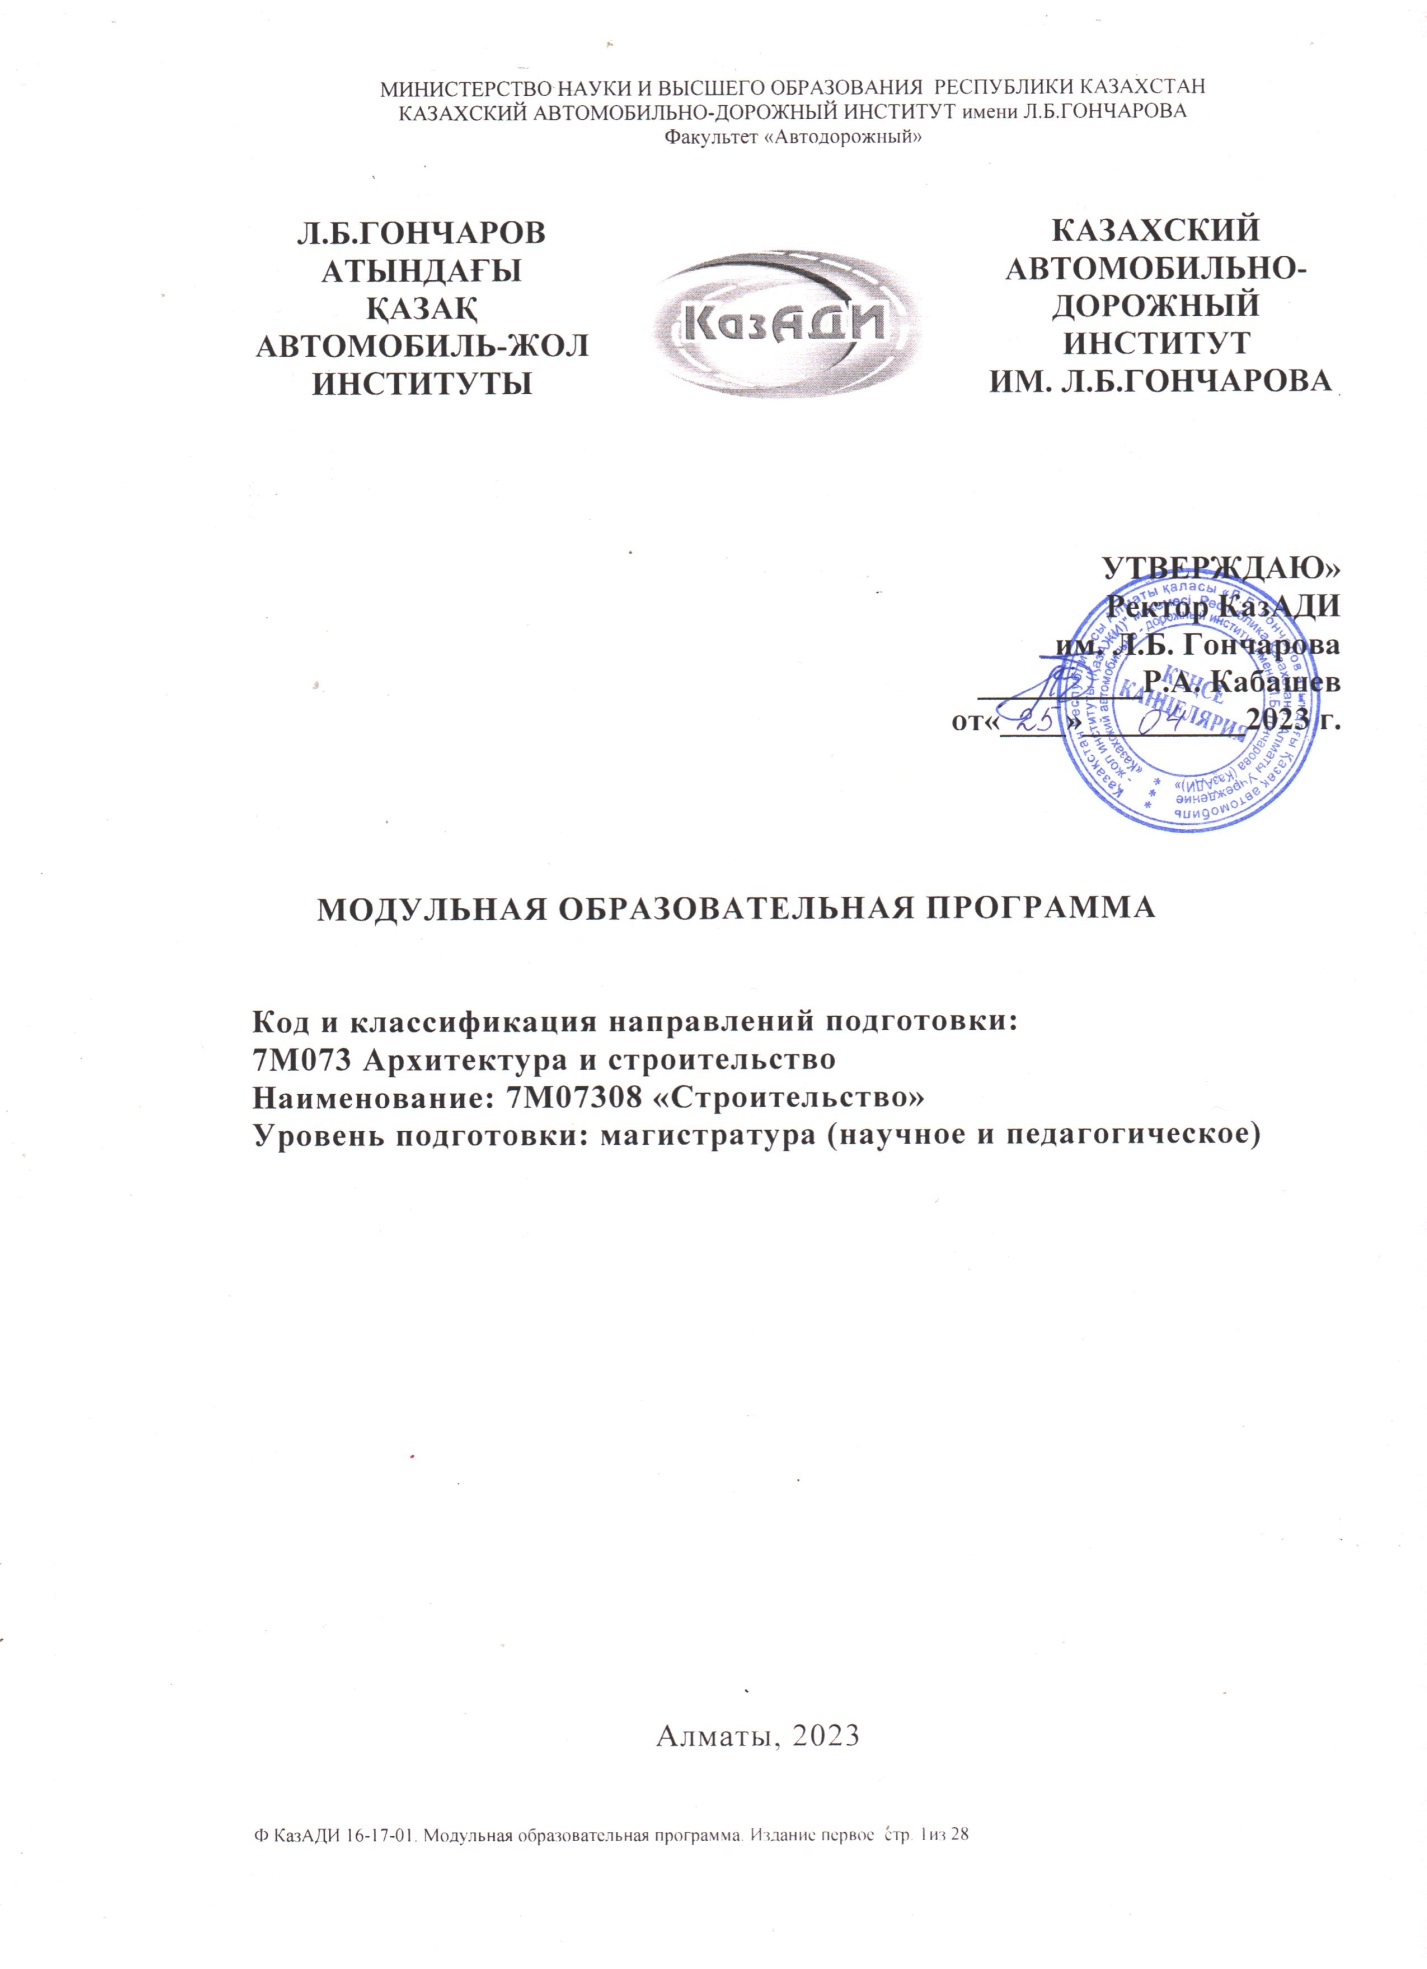 МИНИСТЕРСТВО НАУКИ И ВЫСШЕГО ОБРАЗОВАНИЯ РЕСПУБЛИКИ КАЗАХСТАН
КАЗАХСКИЙ АВТОМОБИЛЬНО-ДОРОЖНЫЙ ИНСТИТУТ имени Л.Б.ГОНЧАРОВА
Факультет «Автодорожный»
Л.Б.ГОНЧАРОВ
АТЫНДАҒЫ
ҚАЗАҚ
АВТОМОБИЛЬ-ЖОЛ
ИНСТИТУТЫ
КазАДИ
КАЗАХСКИЙ
АВТОМОБИЛЬНО-
ДОРОЖНЫЙ
ИНСТИТУТ
ИМ. Л.Б.ГОНЧАРОВА
УТВЕРЖДАЮ»
Ректор КазАДИ
им. Л.Б. Гончарова
Р.А. Кабашев
от« 25 » 04 2023 г.
КЕҢСЕ
КАНЦЕЛЯРИЯ
МОДУЛЬНАЯ ОБРАЗОВАТЕЛЬНАЯ ПРОГРАММА
Код и классификация направлений подготовки:
7М073 Архитектура и строительство
Наименование: 7М07308 «Строительство»
Уровень подготовки: магистратура (научное и педагогическое)
Алматы, 2023
Ф КазАДИ 16-17-01. Модульная образовательная программа. Издание первое стр. 1из 28